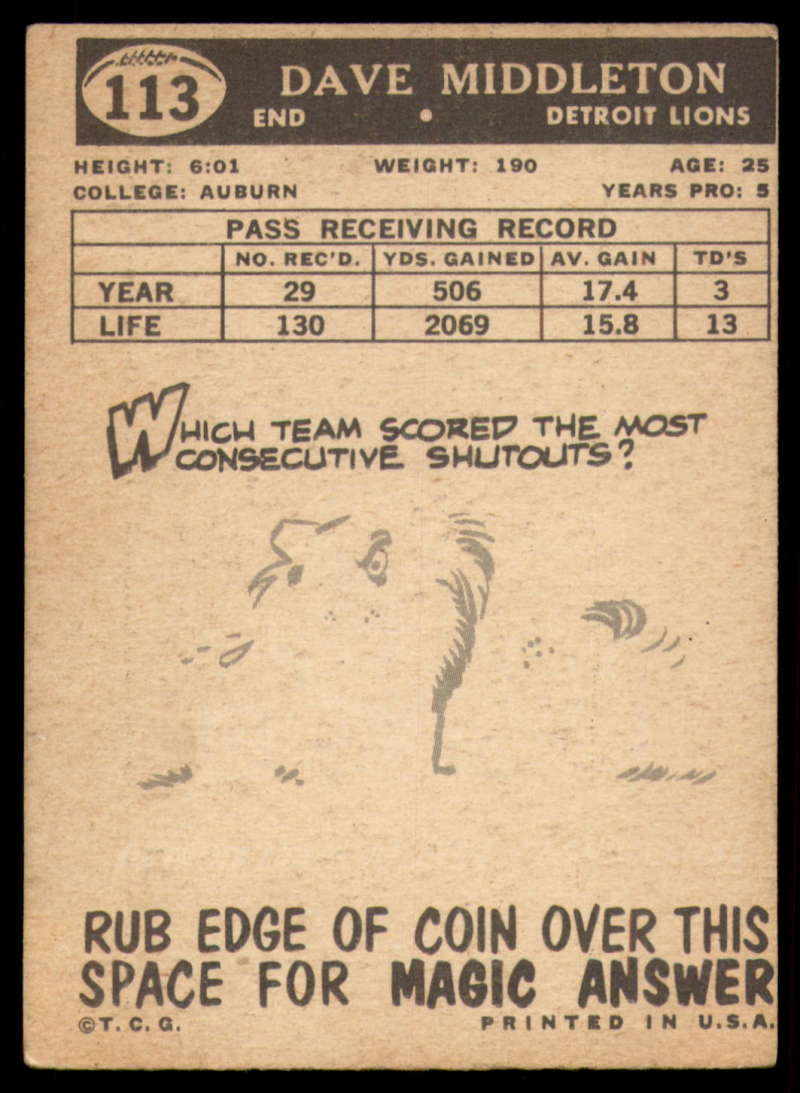 113
DAVE MIDDLETON
END • DETROIT LIONS
HEIGHT: 6:01 WEIGHT: 190 AGE: 25
COLLEGE: AUBURN YEARS PRO: 5
PASS RECEIVING RECORD
NO. REC'D. YDS. GAINED AV. GAIN TD'S
YEAR 29 506 17.4 3
LIFE 130 2069 15.8 13
WHICH TEAM SCORED THE MOST
CONSECUTIVE SHUTOUTS?
RUB EDGE OF COIN OVER THIS
SPACE FOR MAGIC ANSWER
©T.C.G. PRINTED IN U.S.A.